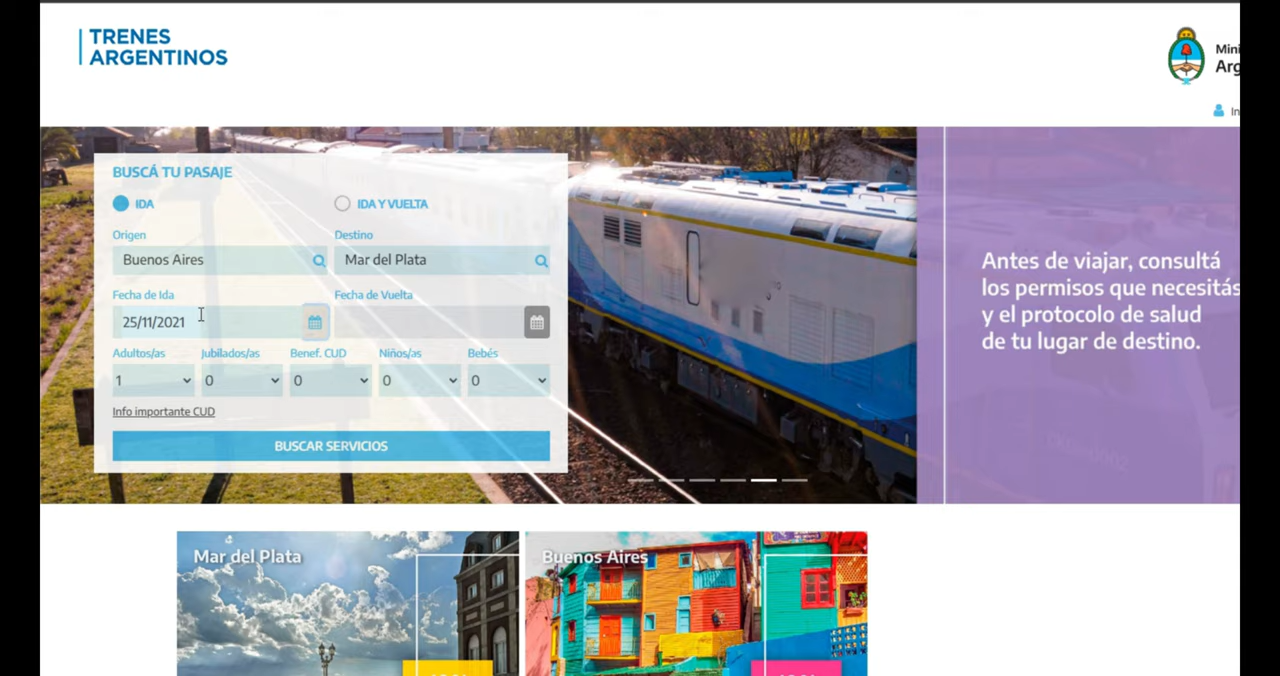 TRENES
ARGENTINOS
BUSCÁ TU PASAJE
IDA
IDA Y VUELTA
Origen
Destino
Buenos Aires
Mar del Plata
Fecha de Ida
Fecha de Vuelta
25/11/2021
Adultos/as
Jubilados/as
Benef. CUD
Niños/as
Bebés
1
0
0
0
0
Info importante CUD
BUSCAR SERVICIOS
Antes de viajar, consultá
los permisos que necesitás
y el protocolo de salud
de tu lugar de destino.
Mar del Plata
Buenos Aires